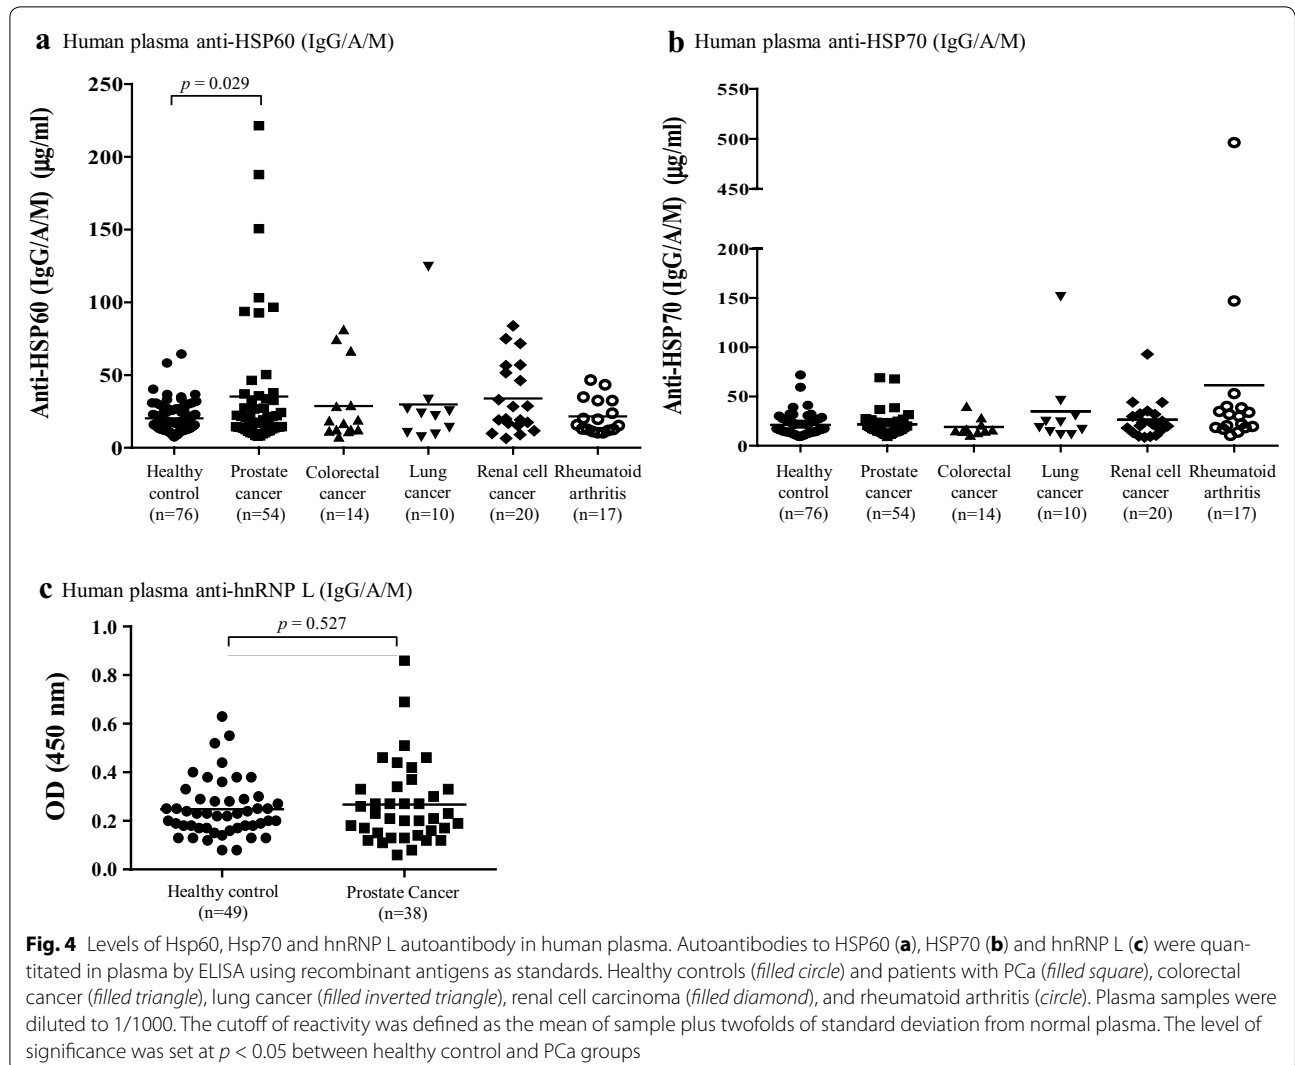 a Human plasma anti-HSP60 (IgG/A/M)
Anti-HSP60 (IgG/A/M) (µg/ml)
250
200
150
100
50
0
p = 0.029
Healthy control (n=76)
Prostate cancer (n=54)
Colorectal cancer (n=14)
Lung cancer (n=10)
Renal cell cancer (n=20)
Rheumatoid arthritis (n=17)
b Human plasma anti-HSP70 (IgG/A/M)
Anti-HSP70 (IgG/A/M) (µg/ml)
550
500
450
200
150
100
50
0
Healthy control (n=76)
Prostate cancer (n=54)
Colorectal cancer (n=14)
Lung cancer (n=10)
Renal cell cancer (n=20)
Rheumatoid arthritis (n=17)
c Human plasma anti-hnRNP L (IgG/A/M)
OD (450 nm)
1.0
0.8
0.6
0.4
0.2
0.0
p = 0.527
Healthy control (n=49)
Prostate Cancer (n=38)
Fig. 4 Levels of Hsp60, Hsp70 and hnRNP L autoantibody in human plasma. Autoantibodies to HSP60 (a), HSP70 (b) and hnRNP L (c) were quan-
titated in plasma by ELISA using recombinant antigens as standards. Healthy controls (filled circle) and patients with PCa (filled square), colorectal
cancer (filled triangle), lung cancer (filled inverted triangle), renal cell carcinoma (filled diamond), and rheumatoid arthritis (circle). Plasma samples were
diluted to 1/1000. The cutoff of reactivity was defined as the mean of sample plus twofolds of standard deviation from normal plasma. The level of
significance was set at p < 0.05 between healthy control and PCa groups